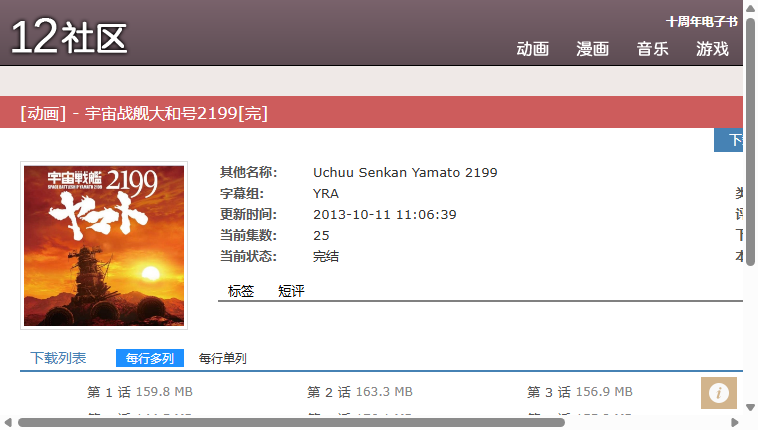 12社区
十周年电子书
动画 漫画 音乐 游戏
[动画] - 宇宙战舰大和号2199[完]
宇宙戦艦 2199
SPACE BATTLESHIP YAMATO 2199
ヤマト
其他名称: Uchuu Senkan Yamato 2199
字幕组: YRA
更新时间: 2013-10-11 11:06:39
当前集数: 25
当前状态: 完结
标签 短评
下载列表 每行多列 每行单列
第 1 话 159.8 MB 第 2 话 163.3 MB 第 3 话 156.9 MB